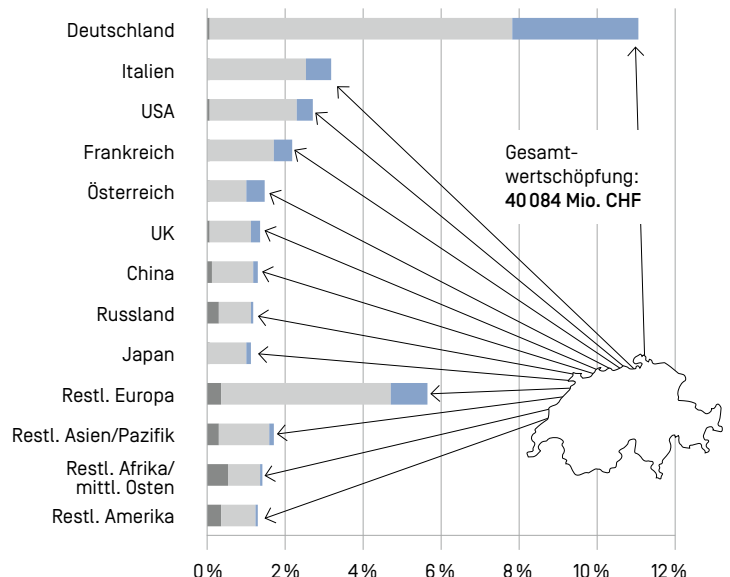 Deutschland
Italien
USA
Frankreich
Gesamt-
wertschöpfung:
40 084 Mio. CHF
Österreich
UK
China
Russland
Japan
Restl. Europa
Restl. Asien/Pazifik
Restl. Afrika/
mittl. Osten
Restl. Amerika
0 % 2 % 4 % 6 % 8 % 10 % 12 %